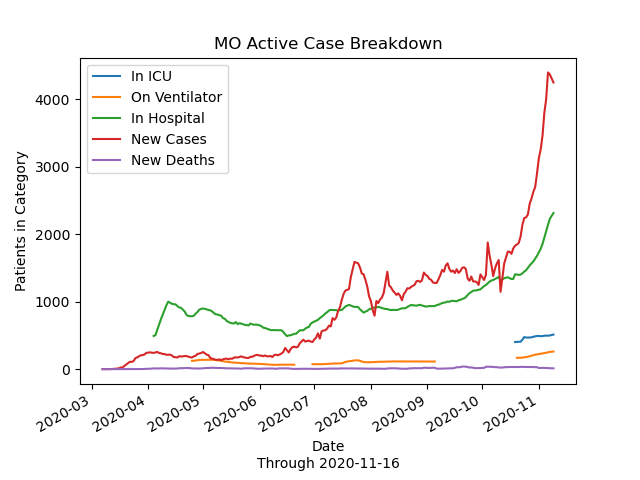 MO Active Case Breakdown
In ICU
On Ventilator
In Hospital
New Cases
New Deaths
Patients in Category
4000
3000
2000
1000
0
2020-03
2020-04
2020-05
2020-06
2020-07
2020-08
2020-09
2020-10
2020-11
Date
Through 2020-11-16